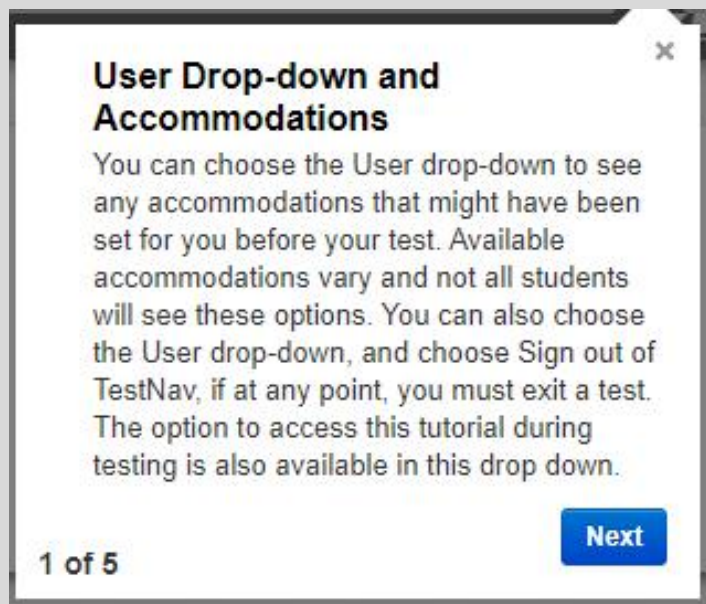 ×
User Drop-down and
Accommodations
You can choose the User drop-down to see
any accommodations that might have been
set for you before your test. Available
accommodations vary and not all students
will see these options. You can also choose
the User drop-down, and choose Sign out of
TestNav, if at any point, you must exit a test.
The option to access this tutorial during
testing is also available in this drop down.
Next
1 of 5